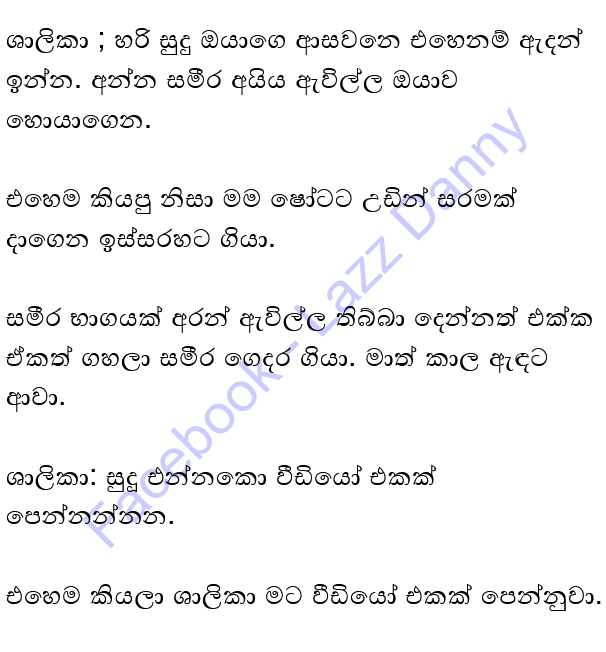 ශාලිකා ; හරි සුදු ඔයාගෙ ආසවනෙ එහෙනම් ඇදන්
ඉන්න. අන්න සමීර අයිය ඇවිල්ල ඔයාව
හොයාගෙන.
එහෙම කියපු නිසා මම ෂෝටට උඩින් සරමක්
දාගෙන ඉස්සරහට ගියා.
සමීර භාගයක් අරන් ඇවිල්ල තිබ්බා දෙන්නත් එක්ක
ඒකත් ගහලා සමීර ගෙදර ගියා. මාත් කාල ඇඳට
ආවා.
ශාලිකා: සුදූ එන්නකො වීඩියෝ එකක්
පෙන්නන්නන.
එහෙම කියලා ශාලිකා මට වීඩියෝ එකක් පෙන්නුවා.
Facebook - Lazz Danny